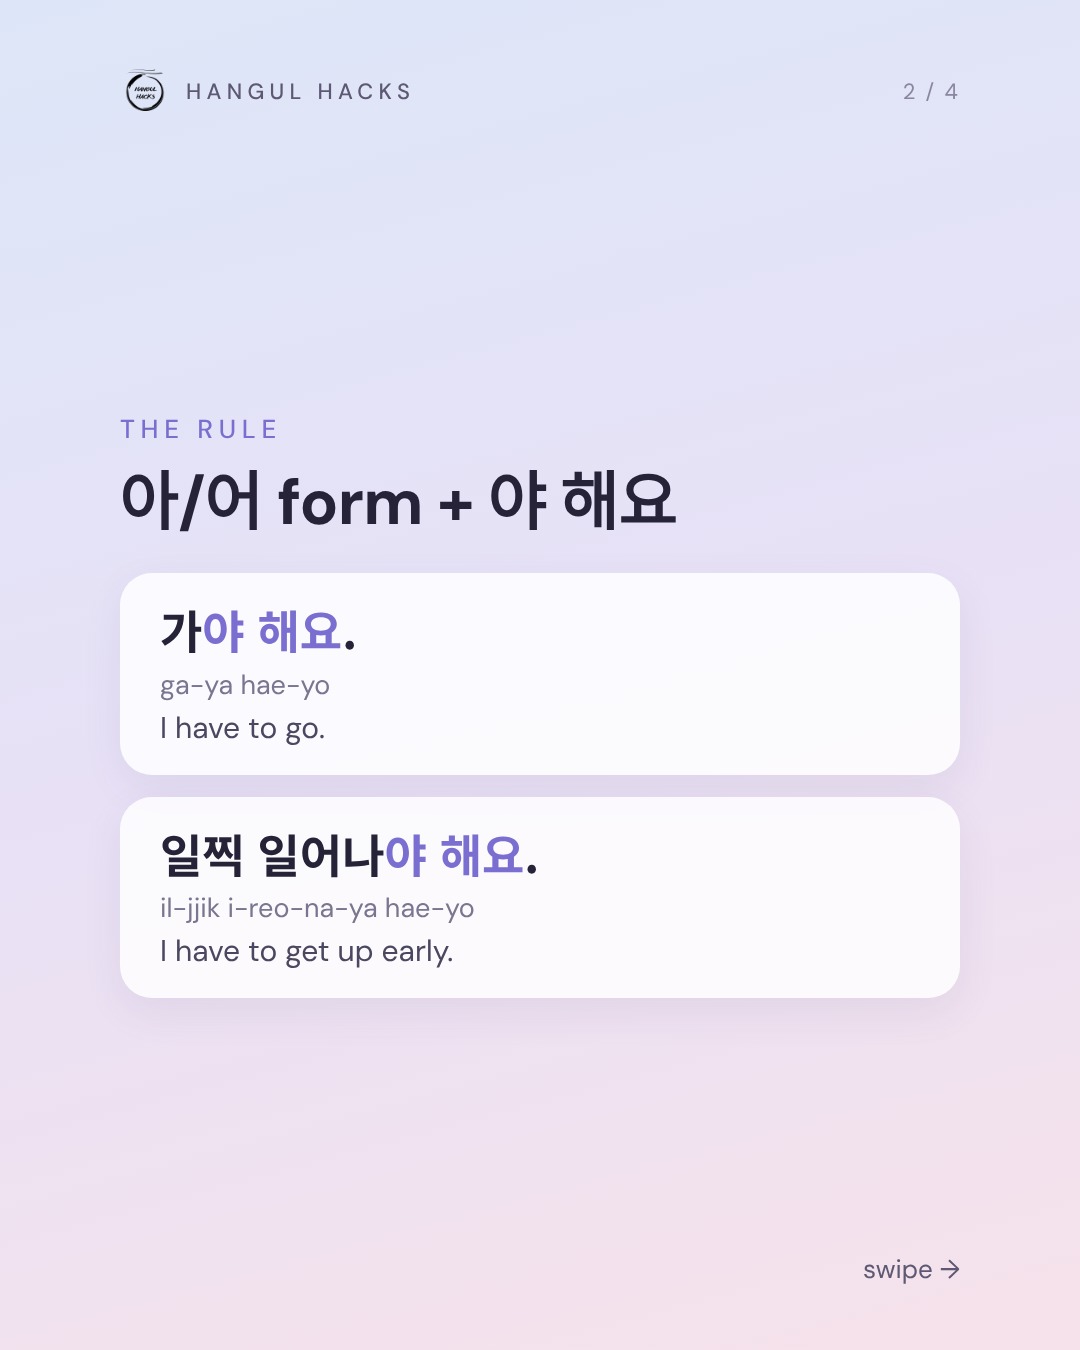 HANGUL HACKS
HANGUL HACKS
2 / 4
THE RULE
아/어 form + 야 해요
가야 해요.
ga-ya hae-yo
I have to go.
일찍 일어나야 해요.
il-jjik i-reo-na-ya hae-yo
I have to get up early.
swipe →